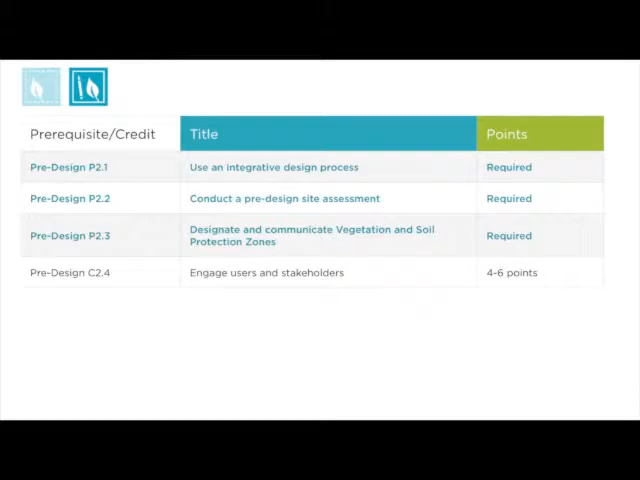 Prerequisite/Credit Title Points
Pre-Design P2.1 Use an integrative design process Required
Pre-Design P2.2 Conduct a pre-design site assessment Required
Pre-Design P2.3 Designate and communicate Vegetation and Soil Protection Zones Required
Pre-Design C2.4 Engage users and stakeholders 4-6 points